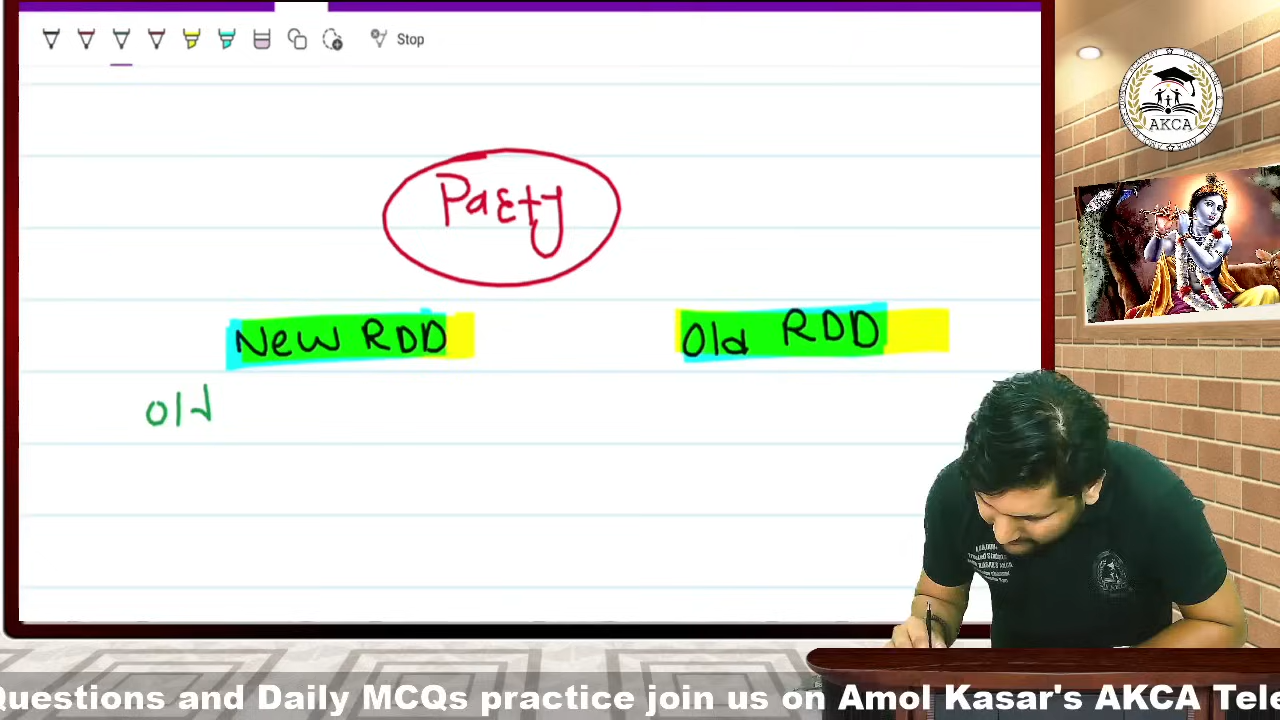 Stop
AKCA
Party
New RDD
Old RDD
old
Questions and Daily MCQs practice join us on Amol Kasar's AKCA Tele